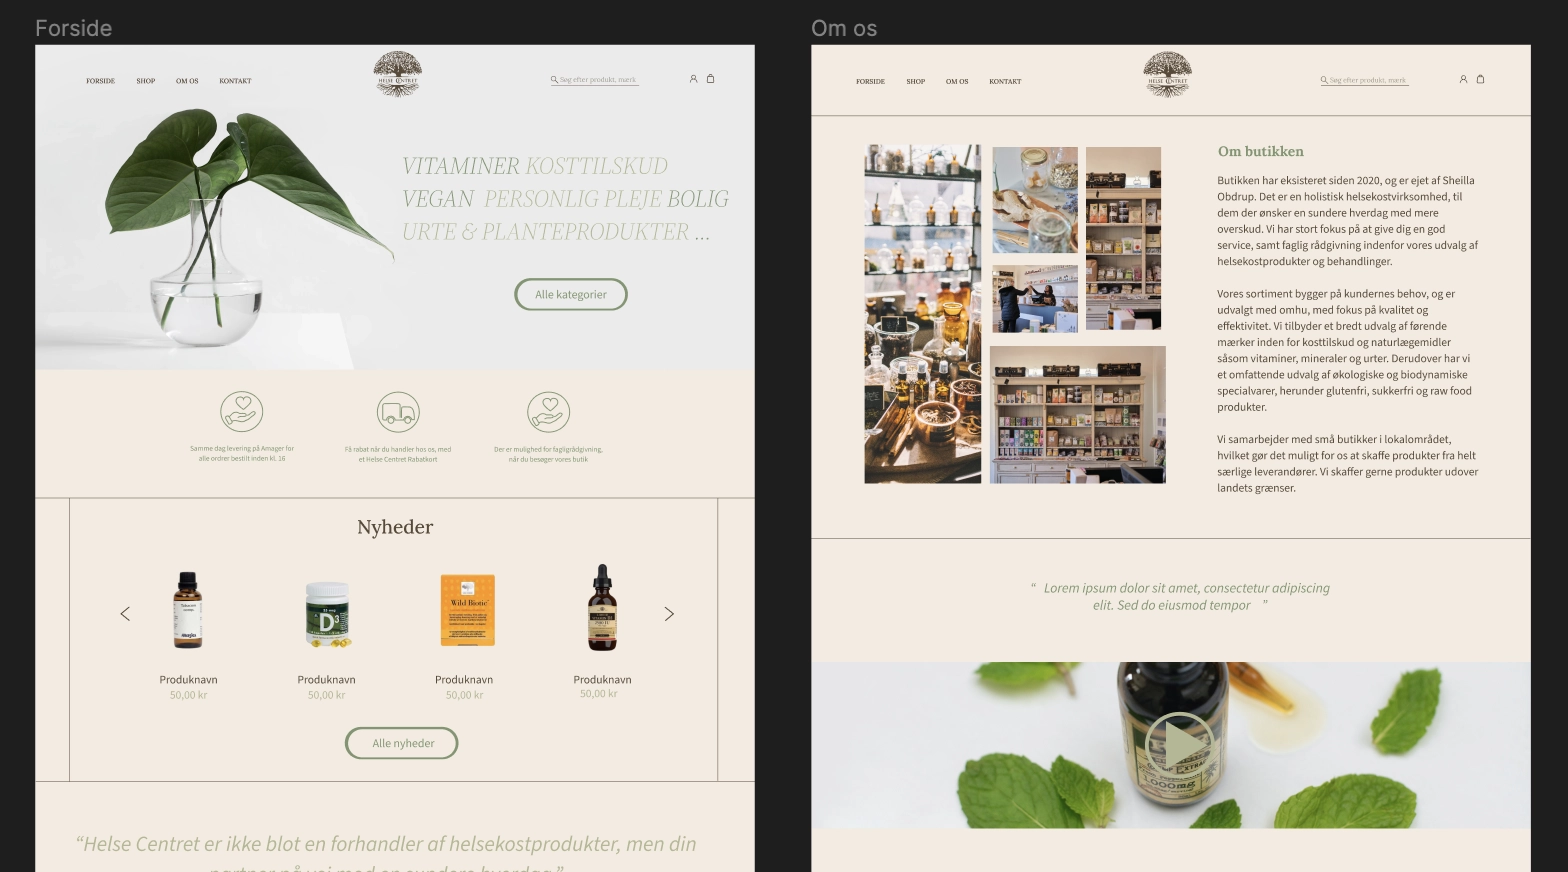 Forside
FORSIDE SHOP OM OS KONTAKT
HELSE CENTRET
Søg efter produkt, mærk
VITAMINER KOSTTILSKUD
VEGAN PERSONLIG PLEJE BOLIG
URTE & PLANTEPRODUKTER ...
Alle kategorier
Samme dag levering på Amager for
alle ordrer bestilt inden kl. 16
Få rabat når du handler hos os, med
et Helse Centret Rabatkort
Der er mulighed for fagligrådgivning,
når du besøger vores butik
Nyheder
Allergica
D3
Wild Biotic
Produknavn
50,00 kr
Produknavn
50,00 kr
Produknavn
50,00 kr
Produknavn
50,00 kr
Alle nyheder
“Helse Centret er ikke blot en forhandler af helsekostprodukter, men din
Om os
FORSIDE SHOP OM OS KONTAKT
HELSE CENTRET
Søg efter produkt, mærk
Om butikken
Butikken har eksisteret siden 2020, og er ejet af Sheilla
Obdrup. Det er en holistisk helsekostvirksomhed, til
dem der ønsker en sundere hverdag med mere
overskud. Vi har stort fokus på at give dig en god
service, samt faglig rådgivning indenfor vores udvalg af
helsekostprodukter og behandlinger.
Vores sortiment bygger på kundernes behov, og er
udvalgt med omhu, med fokus på kvalitet og
effektivitet. Vi tilbyder et bredt udvalg af førende
mærker inden for kosttilskud og naturlægemidler
såsom vitaminer, mineraler og urter. Derudover har vi
et omfattende udvalg af økologiske og biodynamiske
specialvarer, herunder glutenfri, sukkerfri og raw food
produkter.
Vi samarbejder med små butikker i lokalområdet,
hvilket gør det muligt for os at skaffe produkter fra helt
særlige leverandører. Vi skaffer gerne produkter udover
landets grænser.
“ Lorem ipsum dolor sit amet, consectetur adipiscing
elit. Sed do eiusmod tempor ”